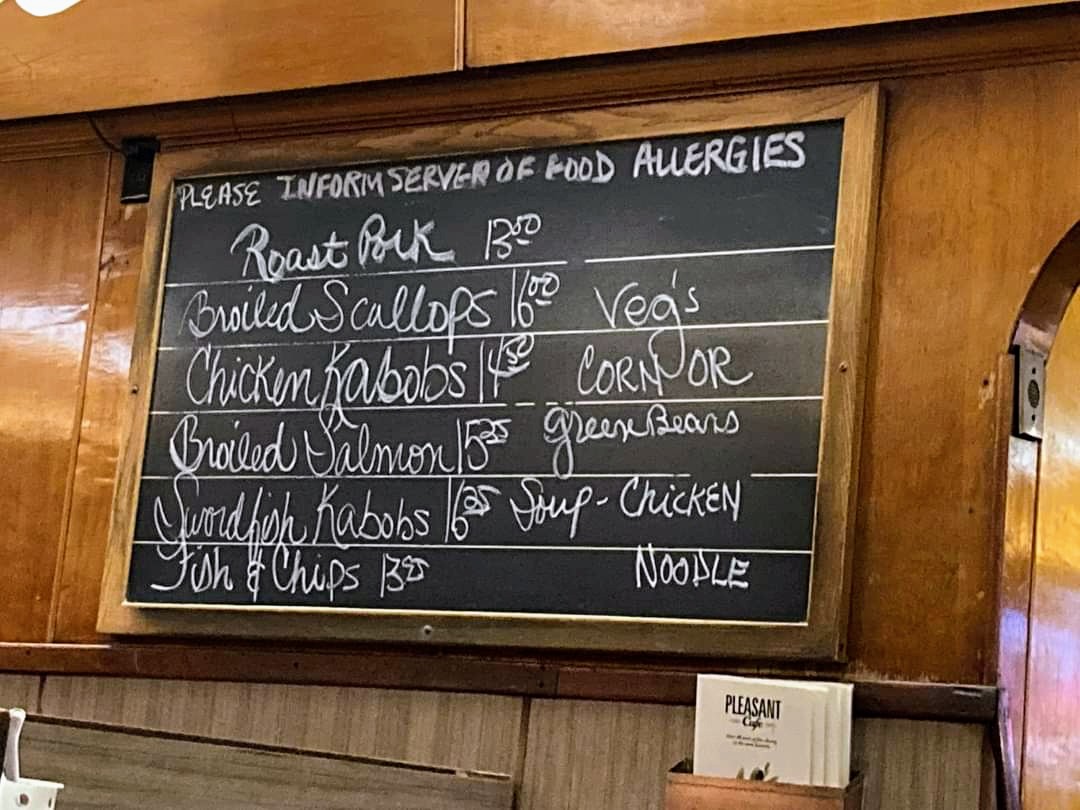 PLEASE INFORM SERVER OF FOOD ALLERGIES
Roast Pork 13.50
Broiled Scallops 16.00 Veg's
Chicken Kabobs 14.50 CORN OR
Broiled Salmon 15.25 green Beans
Swordfish Kabobs 16.25 Soup - CHICKEN
Fish & Chips 13.95 NOODLE
PLEASANT
Cafe